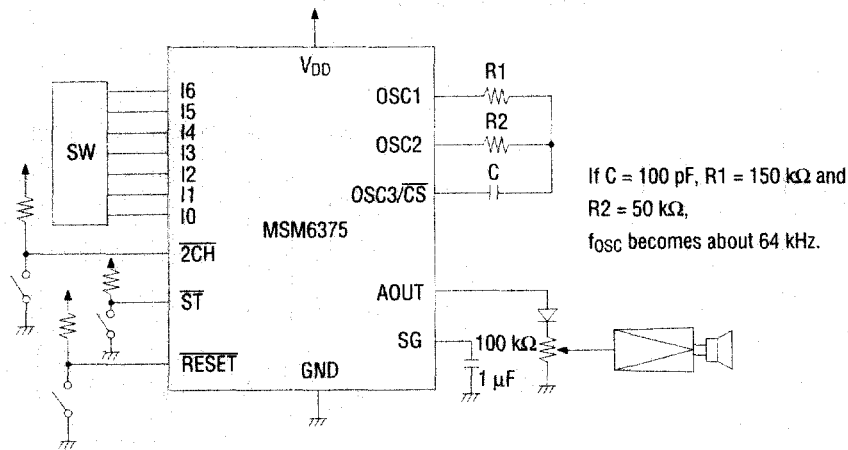 VDD
I6
I5
I4
I3
I2
I1
I0
SW
2CH
ST
RESET
MSM6375
GND
OSC1
OSC2
OSC3/CS
R1
R2
C
AOUT
SG
100 kΩ
1 μF
If C = 100 pF, R1 = 150 kΩ and
R2 = 50 kΩ,
fOSC becomes about 64 kHz.